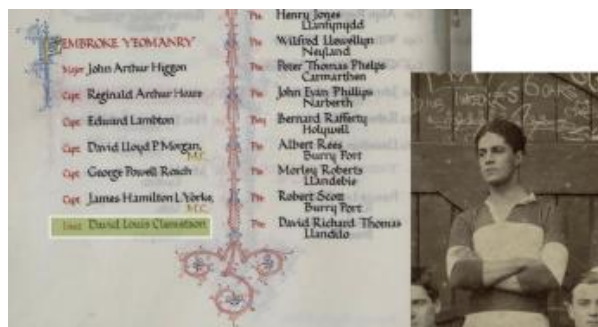 PEMBROKE YEOMANRY
Major John Arthur Higgon
Capt. Reginald Arthur Hoare
Capt. Edward Lambton
Capt. David Lloyd P. Morgan,
M.C.
Capt. George Powell Roach
Capt. James Hamilton L. Yorke,
M.C.
Lieut. David Louis Clemetson
Pte. Henry Jones
Llanfynydd
Pte. Wilfred Llewellyn
Neyland
Pte. Peter Thomas Phelps
Carmarthen
Pte. John Evan Phillips
Narberth
Bernard Rafferty
Holywell
Pte. Albert Rees
Burry Port
Pte. Morley Roberts
Llandebie
Pte. Robert Scott
Burry Port
Pte. David Richard Thomas
Llandilo